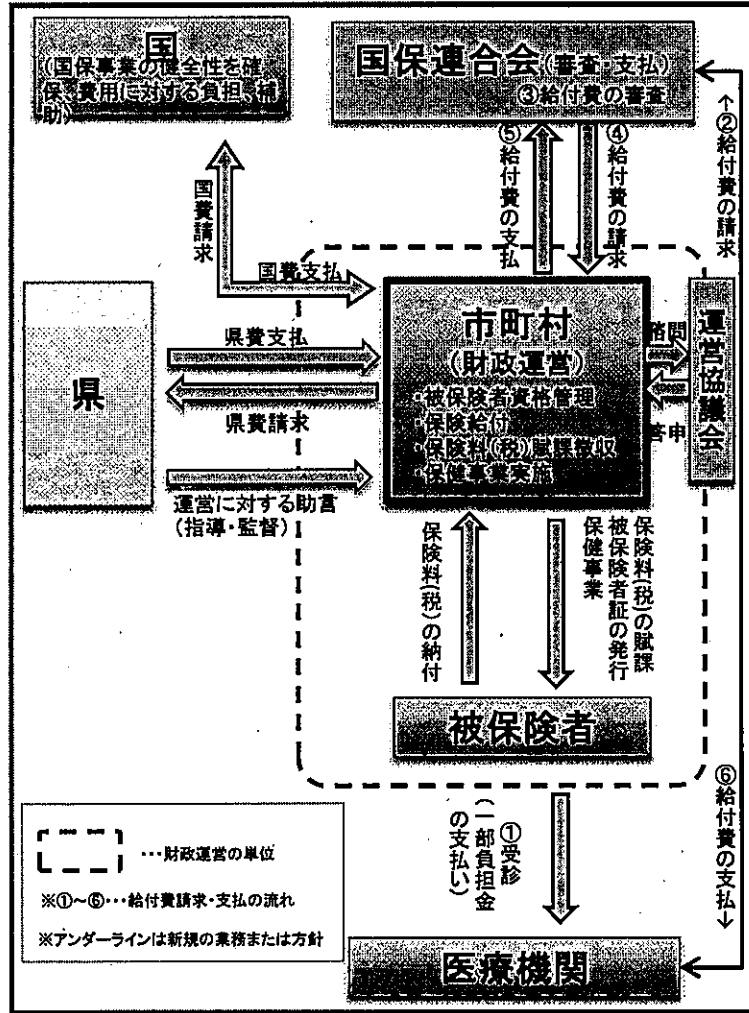 国
(国保事業の健全性を確
保、費用に対する負担、補
助)
国保連合会(審査・支払)
③給付費の審査
↑②給付費の請求
⑤給付費の支払
④給付費の請求
国費請求
国費支払
県
県費支払
県費請求
運営に対する助言
(指導・監督)
市町村
(財政運営)
・被保険者資格管理
・保険給付
・保険料(税)賦課徴収
・保健事業実施
諮問
答申
運営協議会
保険料(税)の納付
保険料(税)の賦課
被保険者証の発行
保健事業
被保険者
①受診
(一部負担金
の支払い)
⑥給付費の支払↓
医療機関
…財政運営の単位
※①~⑥…給付費請求・支払の流れ
※アンダーラインは新規の業務または方針